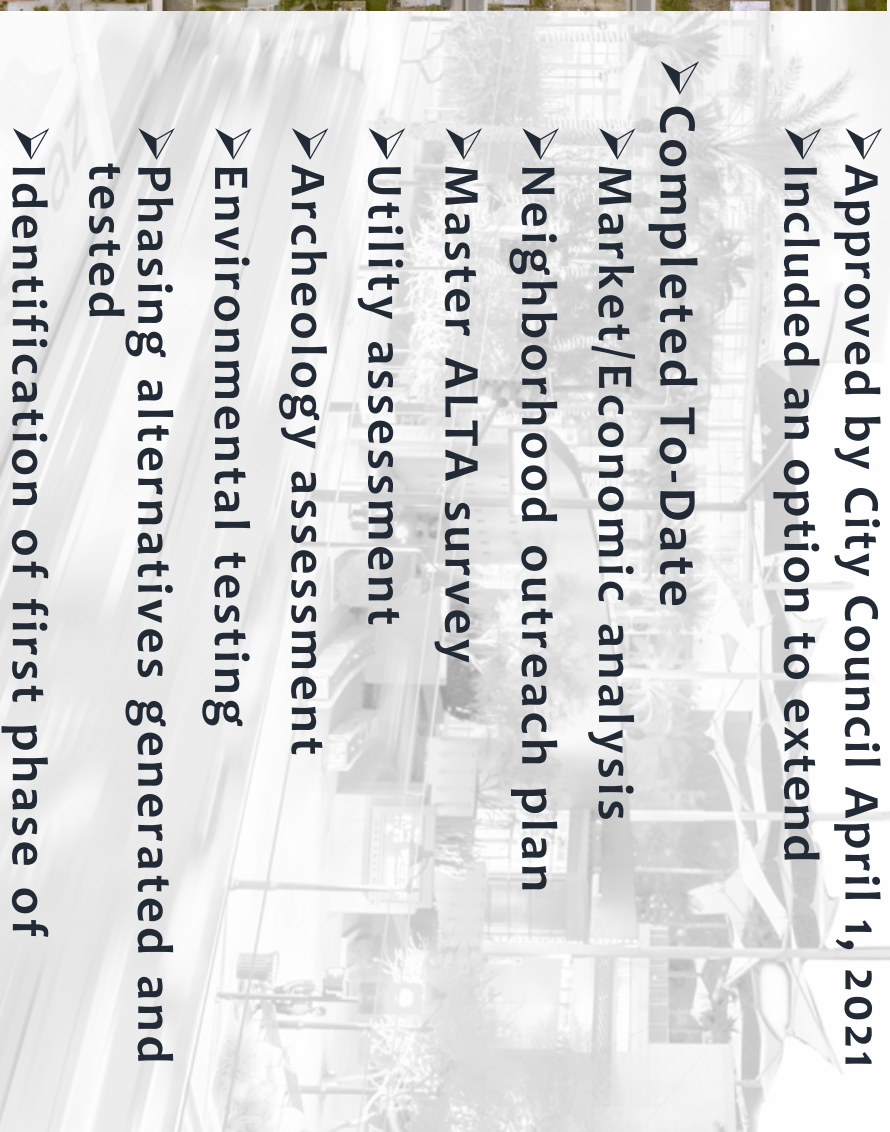 ➢Approved by City Council April 1, 2021
➢Included an option to extend
➢Completed To-Date
➢Market/Economic analysis
➢Neighborhood outreach plan
➢Master ALTA survey
➢Utility assessment
➢Archeology assessment
➢Environmental testing
➢Phasing alternatives generated and
tested
➢Identification of first phase of